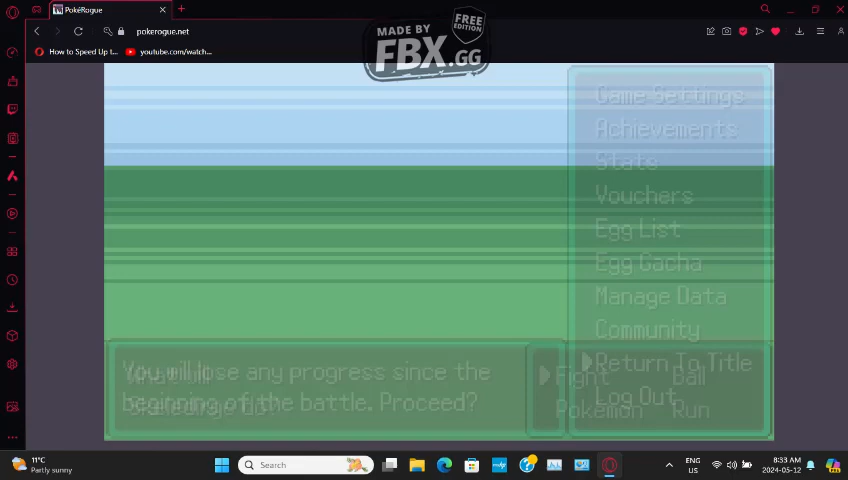 PokéRogue
pokerogue.net
How to Speed Up t...
youtube.com/watch...
MADE BY
FBX.GG
FREE
EDITION
Game Settings
Achievements
Stats
Vouchers
Egg List
Egg Gacha
Manage Data
Community
Return To Title
Log Out
You will lose any progress since the
beginning of the battle. Proceed?
What will
Fight
Ball
Pokémon
Run
11°C
Partly sunny
Search
ENG
US
8:33 AM
2024-05-12